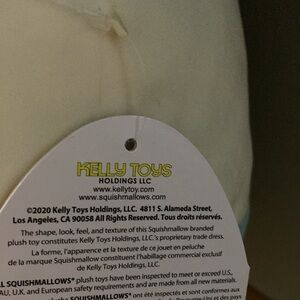 KELLY TOYS
HOLDINGS LLC
www.kellytoy.com
www.squishmallows.com
©2020 Kelly Toys Holdings, LLC. 4811 S. Alameda Street,
Los Angeles, CA 90058 All Rights Reserved. Tous droits réservés.
The shape, look, feel, and texture of this Squishmallow branded
plush toy constitutes Kelly Toys Holdings, LLC.'s proprietary trade dress.
La forme, l'apparence et la texture de ce jouet en peluche
de la marque Squishmallow constituent l'habillage commercial exclusif
de Kelly Toys Holdings, LLC.
SQUISHMALLOWS® plush toys have been inspected to meet or exceed U.S.,
U.K. and European safety requirements and are made from all new materials.
SQUISHMALLOWS® ont été inspectés et sont conformes aux